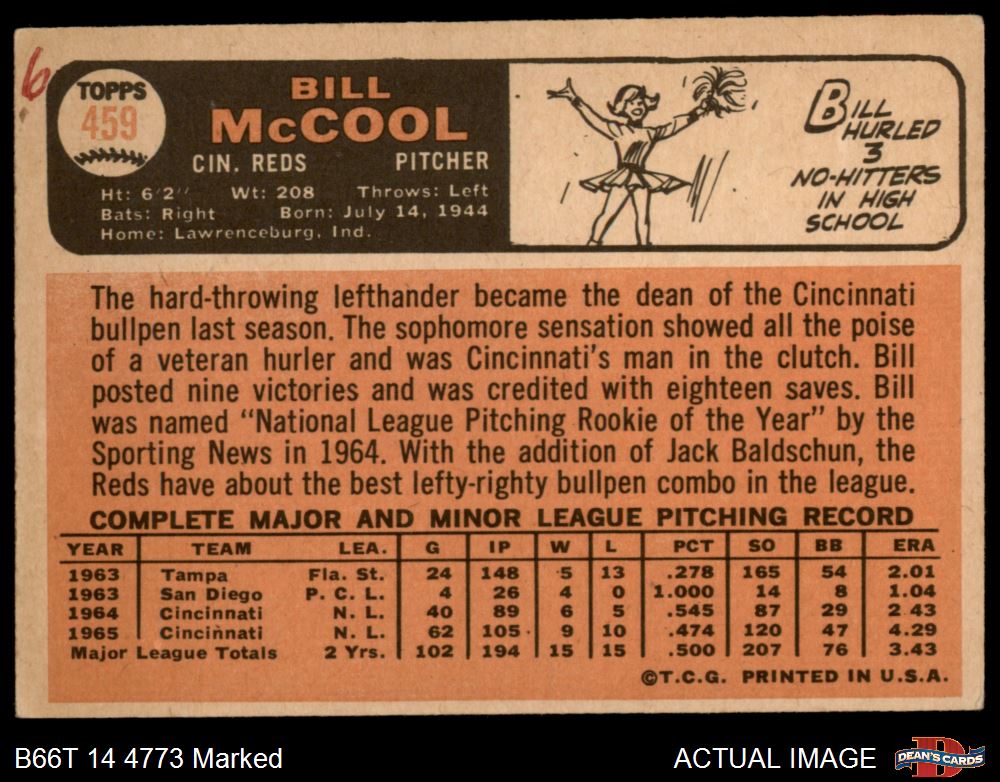 6
TOPPS
459
BILL
McCOOL
CIN. REDS PITCHER
Ht: 6'2" Wt: 208 Throws: Left
Bats: Right Born: July 14, 1944
Home: Lawrenceburg, Ind.
BILL
HURLED
3
NO-HITTERS
IN HIGH
SCHOOL
The hard-throwing lefthander became the dean of the Cincinnati
bullpen last season. The sophomore sensation showed all the poise
of a veteran hurler and was Cincinnati's man in the clutch. Bill
posted nine victories and was credited with eighteen saves. Bill
was named "National League Pitching Rookie of the Year" by the
Sporting News in 1964. With the addition of Jack Baldschun, the
Reds have about the best lefty-righty bullpen combo in the league.
COMPLETE MAJOR AND MINOR LEAGUE PITCHING RECORD
YEAR TEAM LEA. G IP W L PCT SO BB ERA
1963 Tampa Fla. St. 24 148 5 13 .278 165 54 2.01
1963 San Diego P. C. L. 4 26 4 0 1.000 14 8 1.04
1964 Cincinnati N. L. 40 89 6 5 .545 87 29 2.43
1965 Cincinnati N. L. 62 105 9 10 .474 120 47 4.29
Major League Totals 2 Yrs. 102 194 15 15 .500 207 76 3.43
©T.C.G. PRINTED IN U.S.A.
B66T 14 4773 Marked ACTUAL IMAGE
D
DEAN'S CARDS